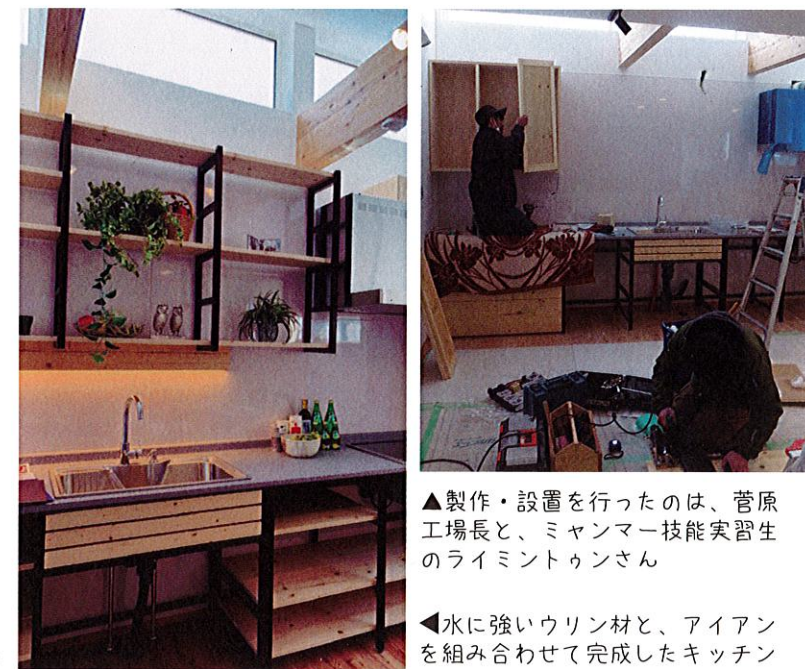 ▲製作・設置を行ったのは、菅原
工場長と、ミャンマー技能実習生
のライミントゥンさん
◀水に強いウリン材と、アイアン
を組み合わせて完成したキッチン